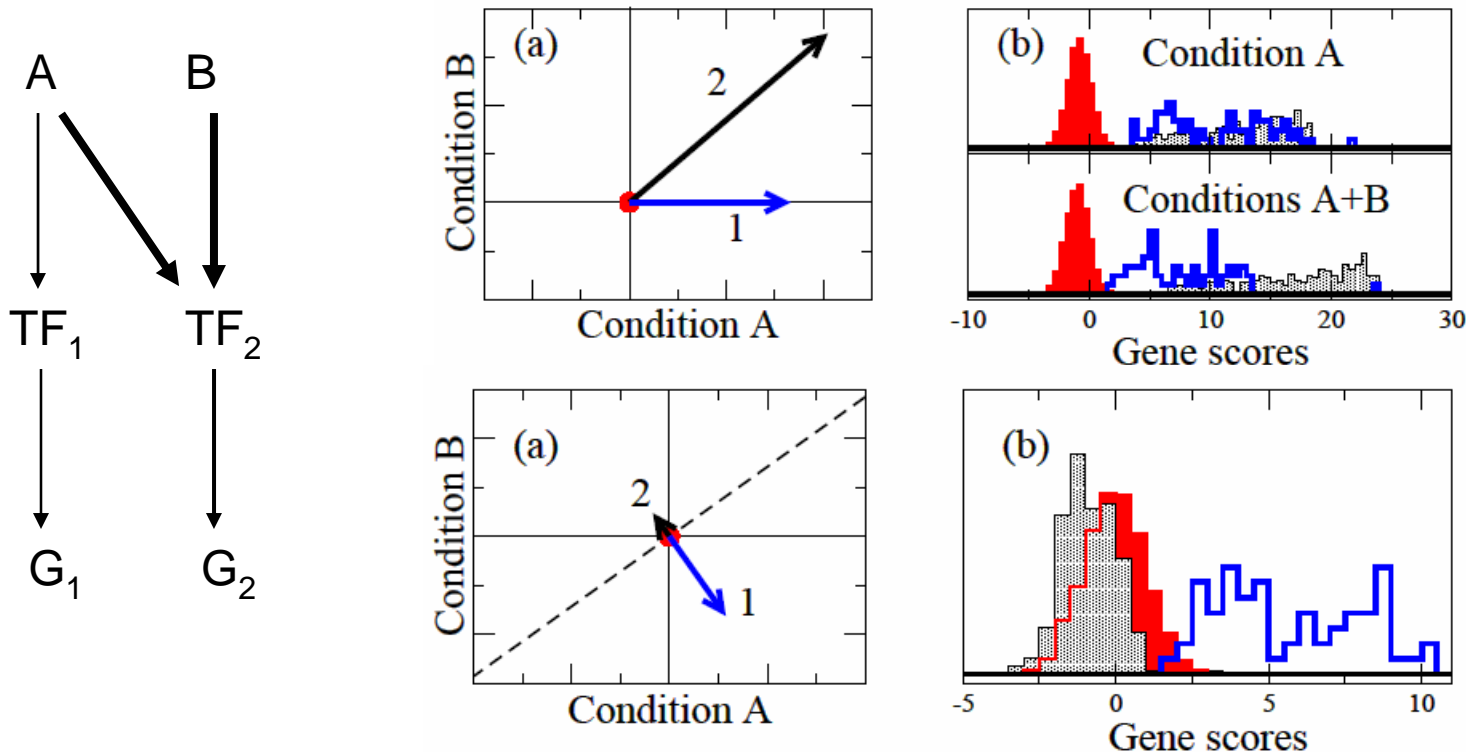 A B
TF1 TF2
G1 G2
(a)
2
1
Condition B
Condition A
(b)
Condition A
Conditions A+B
-10 0 10 20 30
Gene scores
(a)
2
1
Condition B
Condition A
(b)
-5 0 5 10
Gene scores